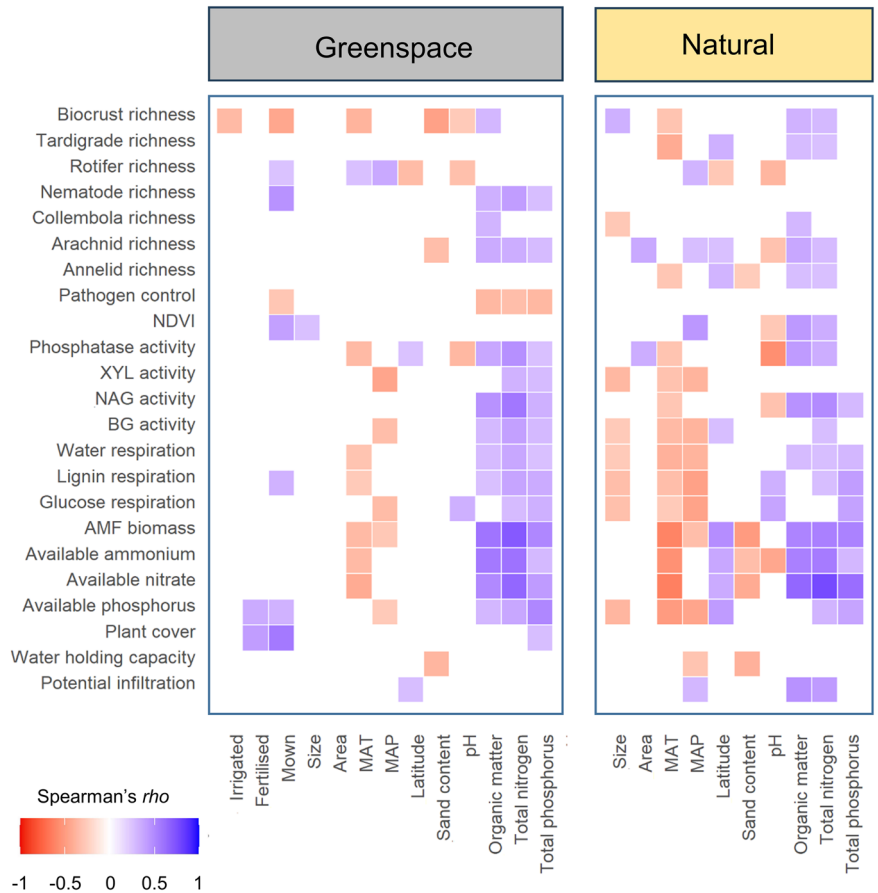 Greenspace
Natural
Biocrust richness
Tardigrade richness
Rotifer richness
Nematode richness
Collembola richness
Arachnid richness
Annelid richness
Pathogen control
NDVI
Phosphatase activity
XYL activity
NAG activity
BG activity
Water respiration
Lignin respiration
Glucose respiration
AMF biomass
Available ammonium
Available nitrate
Available phosphorus
Plant cover
Water holding capacity
Potential infiltration
Irrigated
Fertilised
Mown
Size
Area
MAT
MAP
Latitude
Sand content
pH
Organic matter
Total nitrogen
Total phosphorus
Size
Area
MAT
MAP
Latitude
Sand content
pH
Organic matter
Total nitrogen
Total phosphorus
Spearman's rho
-1 -0.5 0 0.5 1